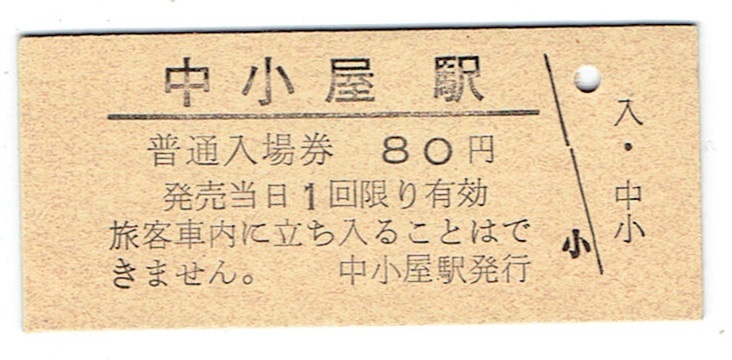 中小屋駅
普通入場券 80円
発売当日1回限り有効
旅客車内に立ち入ることはで
きません。 中小屋駅発行
小
入・中小